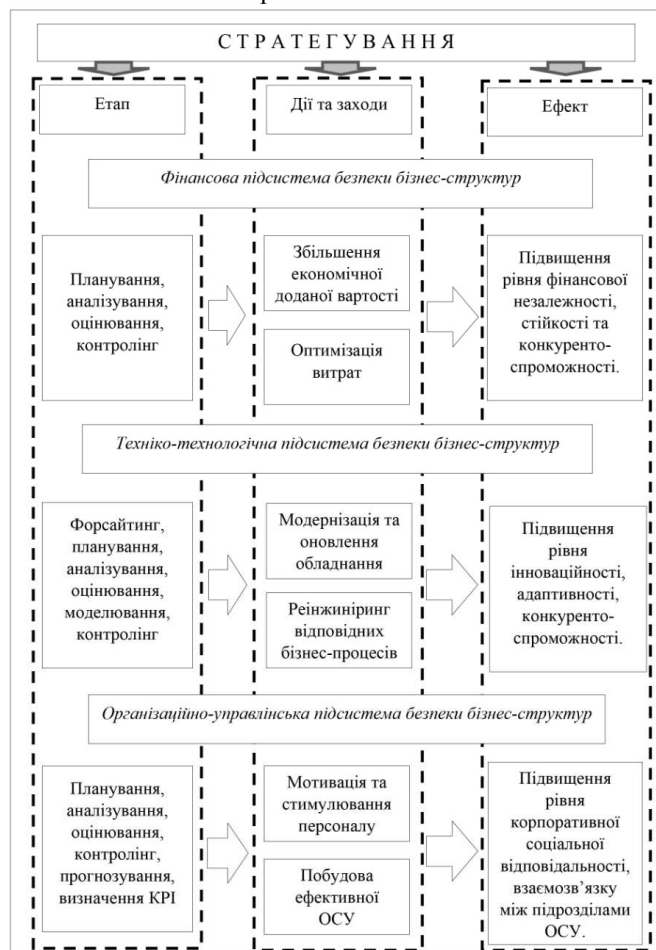 С Т Р А Т Е Г У В А Н Н Я
Етап
Дії та заходи
Ефект
Фінансова підсистема безпеки бізнес-структур
Планування,
аналізування,
оцінювання,
контролінг
Збільшення
економічної
доданої вартості
Оптимізація
витрат
Підвищення
рівня фінансової
незалежності,
стійкості та
конкуренто-
спроможності.
Техніко-технологічна підсистема безпеки бізнес-структур
Форсайтинг,
планування,
аналізування,
оцінювання,
моделювання,
контролінг
Модернізація та
оновлення
обладнання
Реінжиніринг
відповідних
бізнес-процесів
Підвищення
рівня
інноваційності,
адаптивності,
конкуренто-
спроможності.
Організаційно-управлінська підсистема безпеки бізнес-структур
Планування,
аналізування,
оцінювання,
контролінг,
прогнозування,
визначення KPI
Мотивація та
стимулювання
персоналу
Побудова
ефективної
ОСУ
Підвищення
рівня
корпоративної
соціальної
відповідальності,
взаємозв’язку
між підрозділами
ОСУ.